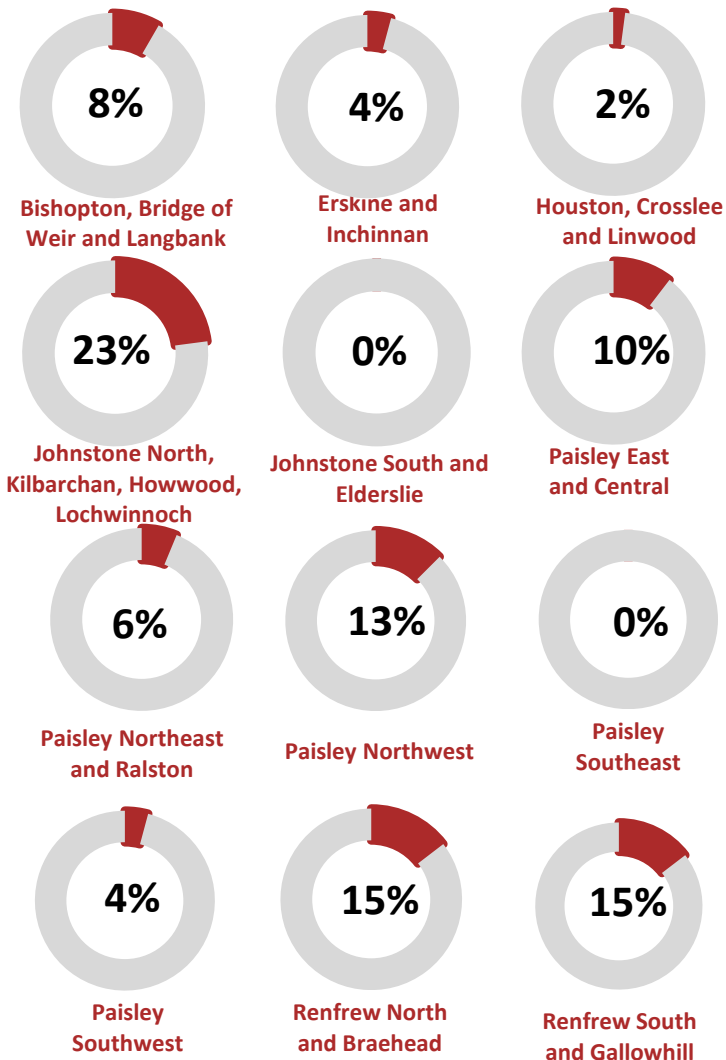 8%
Bishopton, Bridge of
Weir and Langbank
4%
Erskine and
Inchinnan
2%
Houston, Crosslee
and Linwood
23%
Johnstone North,
Kilbarchan, Howwood,
Lochwinnoch
0%
Johnstone South and
Elderslie
10%
Paisley East
and Central
6%
Paisley Northeast
and Ralston
13%
Paisley Northwest
0%
Paisley
Southeast
4%
Paisley
Southwest
15%
Renfrew North
and Braehead
15%
Renfrew South
and Gallowhill